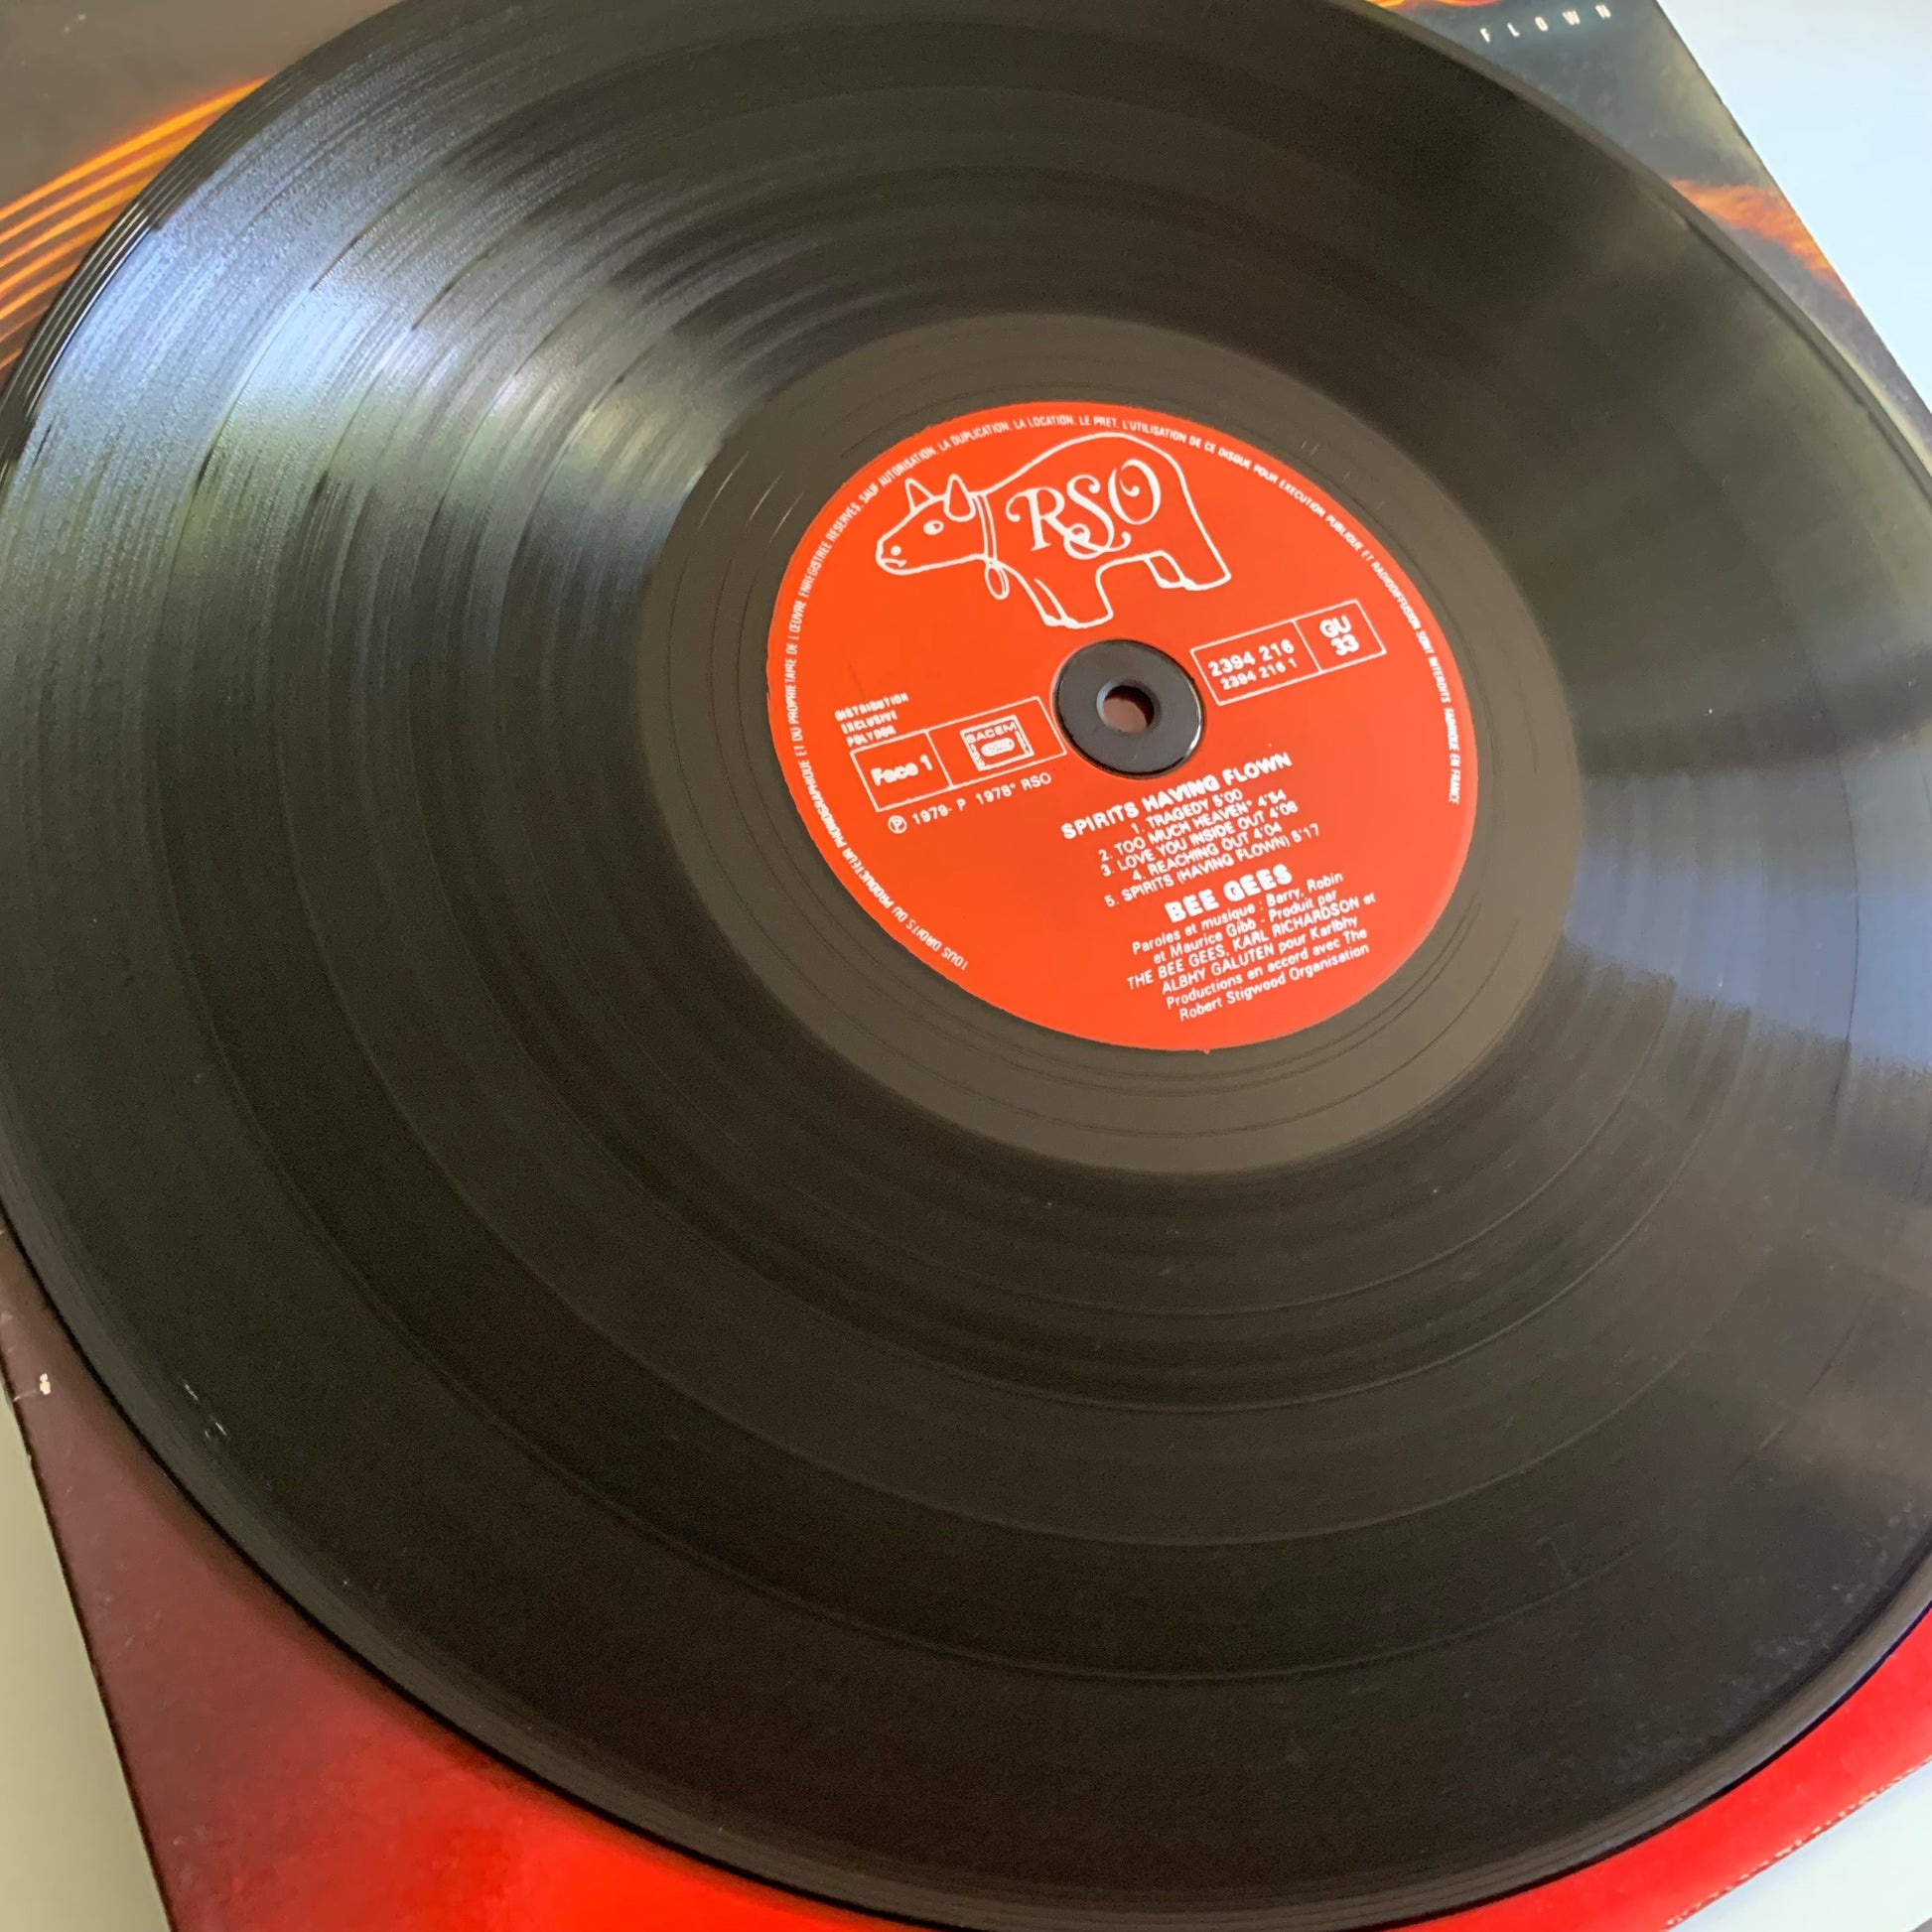 FLOWN
TOUS DROITS DU PRODUCTEUR PHONOGRAPHIQUE ET DU PROPRIETAIRE DE L'ŒUVRE ENREGISTREE RESERVES. SAUF AUTORISATION, LA DUPLICATION, LA LOCATION, LE PRET, L'UTILISATION DE CE DISQUE POUR EXECUTION PUBLIQUE ET RADIODIFFUSION SONT INTERDITS FABRIQUE EN FRANCE
RSO
2394 216
2394 216 1
GU
33
DISTRIBUTION
EXCLUSIVE
POLYDOR
Face 1
SACEM
Ⓟ 1979- P 1978* RSO
SPIRITS HAVING FLOWN
1. TRAGEDY 5'00
2. TOO MUCH HEAVEN* 4'54
3. LOVE YOU INSIDE OUT 4'08
4. REACHING OUT 4'04
5. SPIRITS (HAVING FLOWN) 5'17
BEE GEES
Paroles et musique : Barry, Robin
et Maurice Gibb - Produit par
THE BEE GEES, KARL RICHARDSON et
ALBHY GALUTEN pour Karlbhy
Productions en accord avec The
Robert Stigwood Organisation